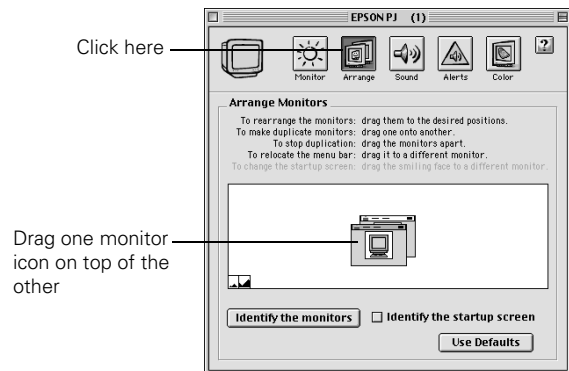 EPSON PJ (1)
Click here
Monitor Arrange Sound Alerts Color ?
Arrange Monitors
To rearrange the monitors: drag them to the desired positions.
To make duplicate monitors: drag one onto another.
To stop duplication: drag the monitors apart.
To relocate the menu bar: drag it to a different monitor.
To change the startup screen: drag the smiling face to a different monitor.
Drag one monitor
icon on top of the
other
Identify the monitors Identify the startup screen
Use Defaults